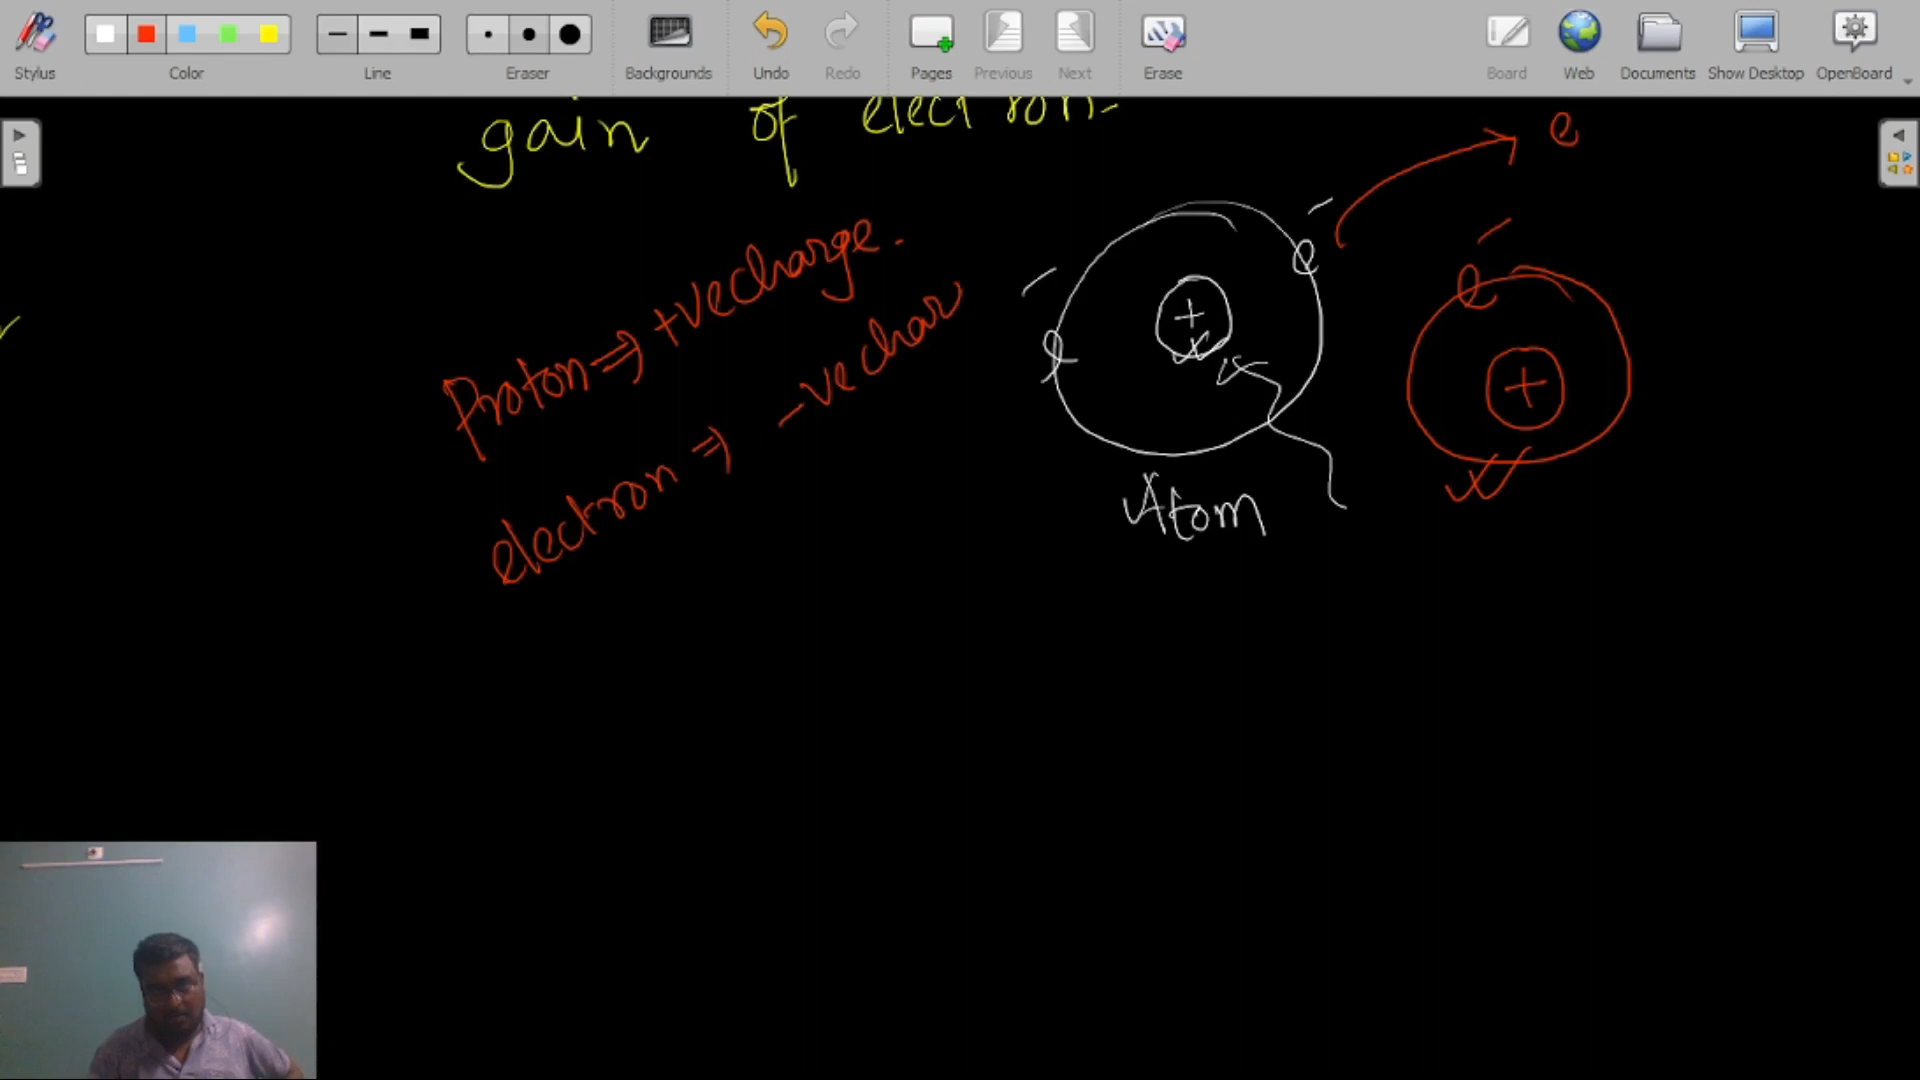 Stylus
Color
Line
Eraser
Backgrounds
Undo
Redo
Pages
Previous
Next
Erase
Board
Web
Documents
Show Desktop
OpenBoard
gain of electron-
e
Proton ⇒ +vecharge.
electron ⇒ -vechar
- e
- e
+
Atom
- e
+